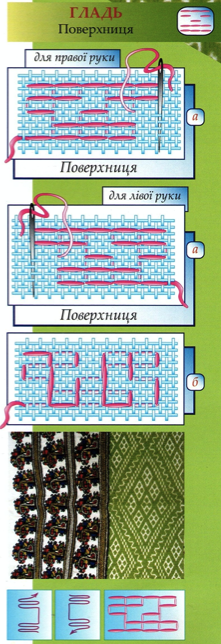 ГЛАДЬ
Поверхниця
для правої руки
а
Поверхниця
для лівої руки
а
Поверхниця
б